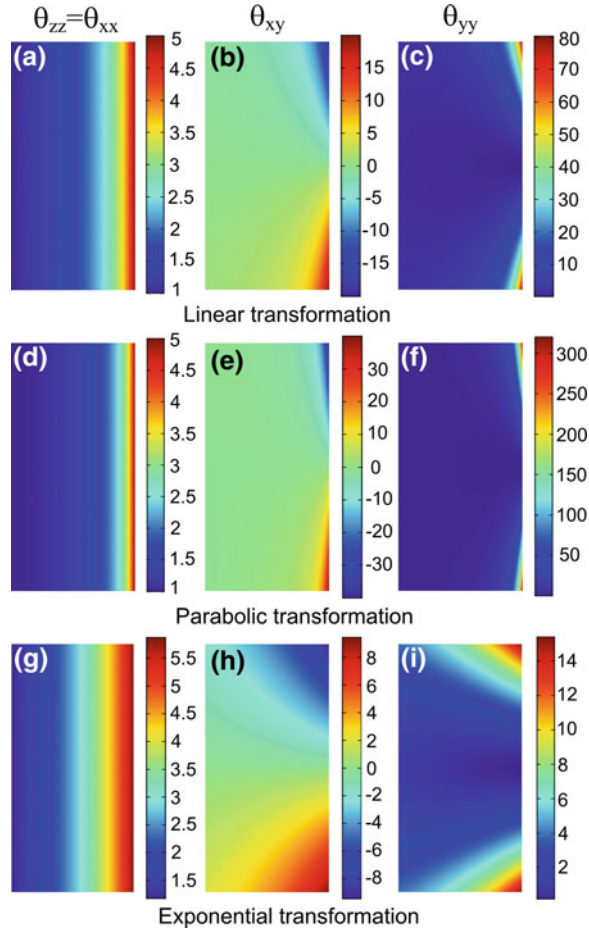 θzz=θxx θxy θyy
(a) 5 4.5 4 3.5 3 2.5 2 1.5 1
(b) 15 10 5 0 -5 -10 -15
(c) 80 70 60 50 40 30 20 10
Linear transformation
(d) 5 4.5 4 3.5 3 2.5 2 1.5 1
(e) 30 20 10 0 -10 -20 -30
(f) 300 250 200 150 100 50
Parabolic transformation
(g) 5.5 5 4.5 4 3.5 3 2.5 2 1.5
(h) 8 6 4 2 0 -2 -4 -6 -8
(i) 14 12 10 8 6 4 2
Exponential transformation